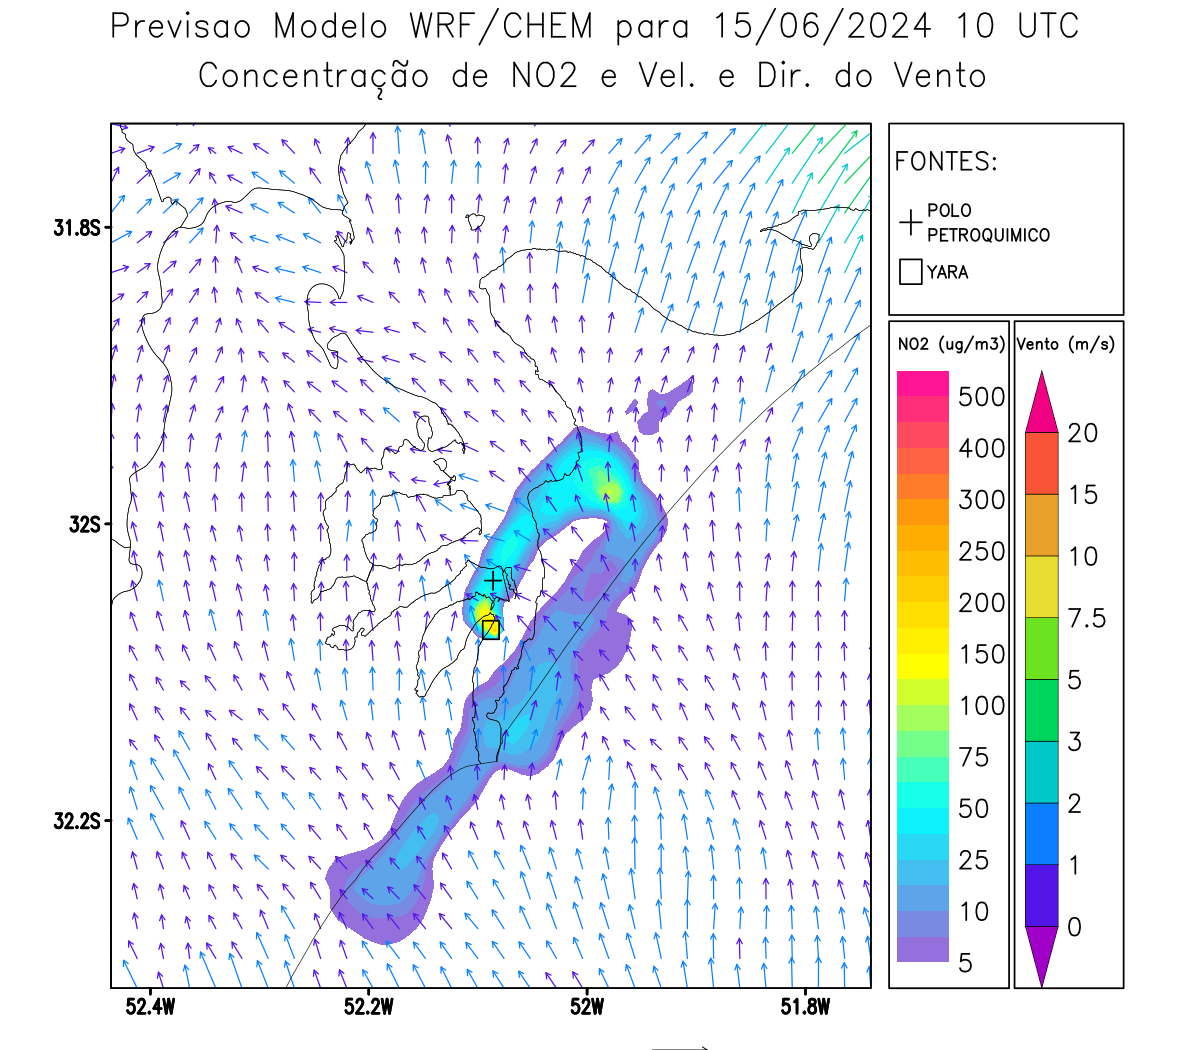 Previsao Modelo WRF/CHEM para 15/06/2024 10 UTC
Concentração de NO2 e Vel. e Dir. do Vento
FONTES:
POLO
PETROQUIMICO
YARA
NO2 (ug/m3)
500
400
300
250
200
150
100
75
50
25
10
5
Vento (m/s)
20
15
10
7.5
5
3
2
1
0
31.8S
32S
32.2S
52.4W
52.2W
52W
51.8W